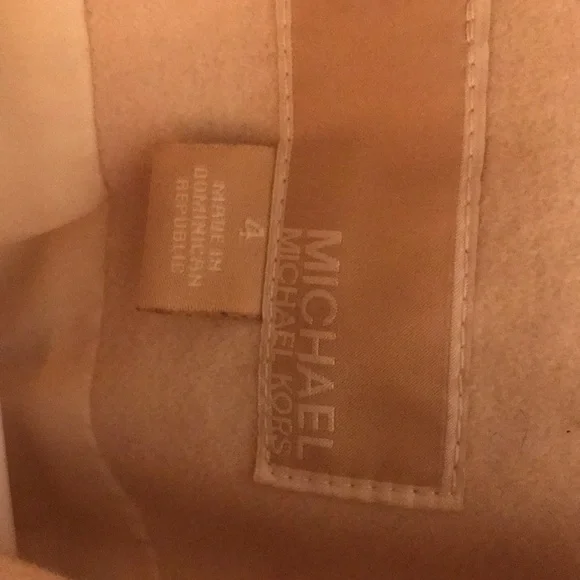 MICHAEL
MICHAEL KORS
4
MADE IN
DOMINICAN
REPUBLIC